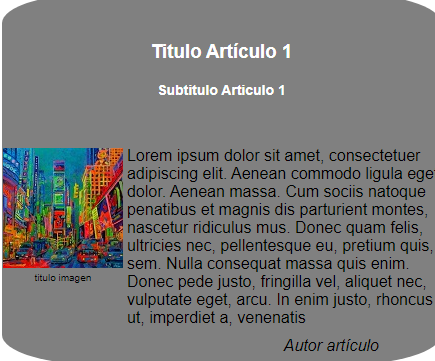 Titulo Artículo 1
Subtitulo Articulo 1
Lorem ipsum dolor sit amet, consectetuer
adipiscing elit. Aenean commodo ligula eget
dolor. Aenean massa. Cum sociis natoque
penatibus et magnis dis parturient montes,
nascetur ridiculus mus. Donec quam felis,
ultricies nec, pellentesque eu, pretium quis,
sem. Nulla consequat massa quis enim.
Donec pede justo, fringilla vel, aliquet nec,
vulputate eget, arcu. In enim justo, rhoncus
ut, imperdiet a, venenatis
titulo imagen
Autor artículo